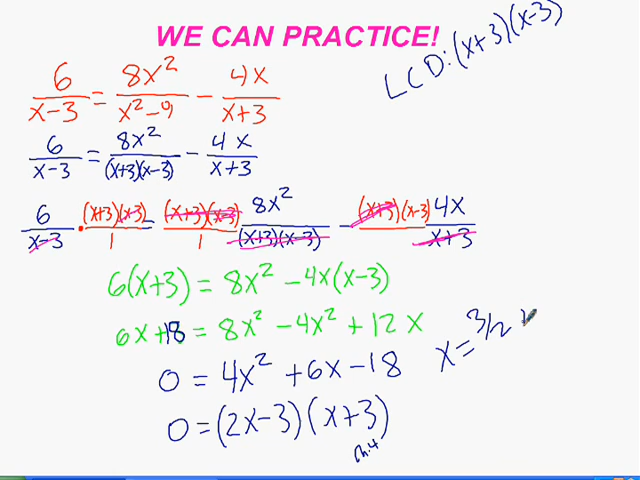 WE CAN PRACTICE!
LCD: (x+3)(x-3)
6/(x-3) = 8x²/(x²-9) - 4x/(x+3)
6/(x-3) = 8x²/((x+3)(x-3)) - 4x/(x+3)
6/(x-3) • (x+3)(x-3)/1 = (x+3)(x-3)/1 8x²/((x+3)(x-3)) - (x+3)(x-3) 4x/(x+3)
6(x+3) = 8x² - 4x(x-3)
6x+18 = 8x² - 4x² + 12x
0 = 4x² + 6x - 18
x = 3/2
0 = (2x-3)(x+3)